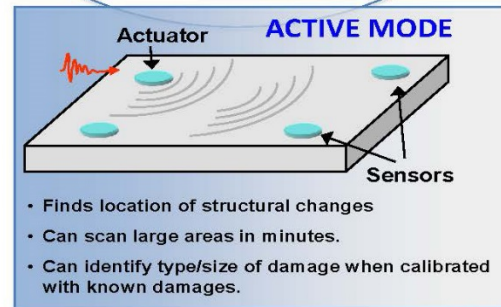 ACTIVE MODE
Actuator
Sensors
• Finds location of structural changes
• Can scan large areas in minutes.
• Can identify type/size of damage when calibrated
with known damages.